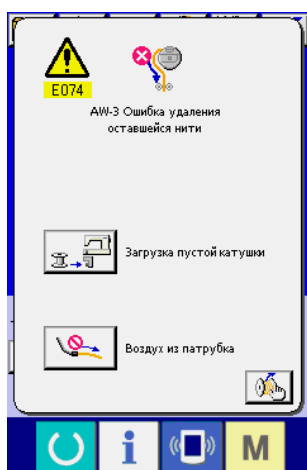 E074
AW-3 Ошибка удаления
оставшейся нити
Загрузка пустой катушки
Воздух из патрубка
i
M